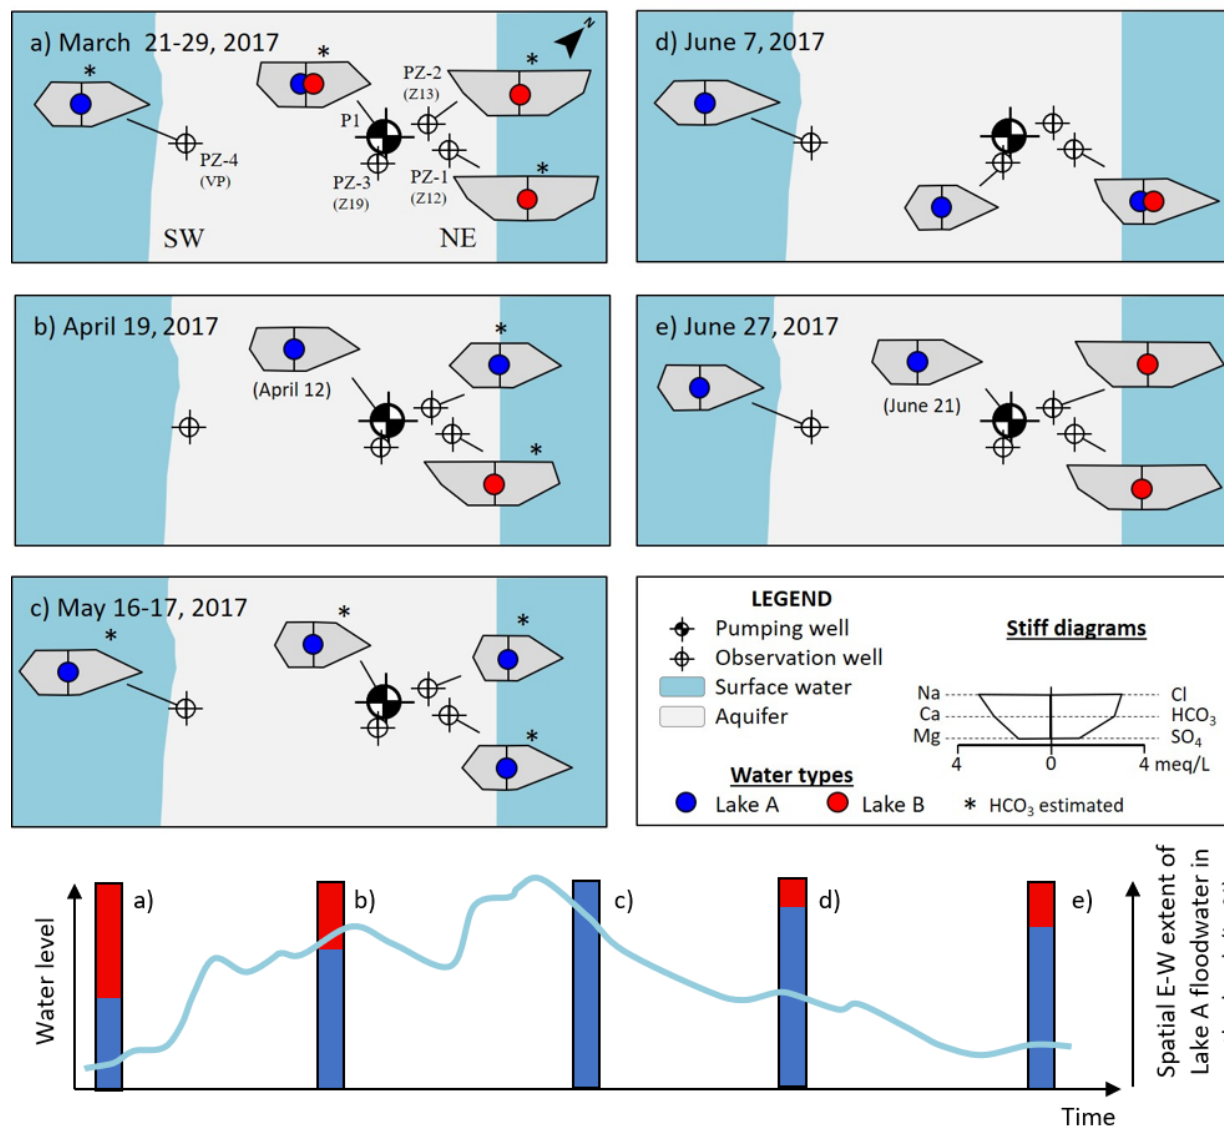 a) March 21-29, 2017
*
*
*
*
N
PZ-2
(Z13)
P1
PZ-4
(VP)
PZ-3
(Z19)
PZ-1
(Z12)
SW
NE
b) April 19, 2017
*
(April 12)
*
c) May 16-17, 2017
*
*
*
*
d) June 7, 2017
e) June 27, 2017
(June 21)
LEGEND
Pumping well
Observation well
Surface water
Aquifer
Stiff diagrams
Na
Cl
Ca
HCO3
Mg
SO4
4
0
4 meq/L
Water types
Lake A
Lake B
* HCO3 estimated
Water level
a)
b)
c)
d)
e)
Time
Spatial E-W extent of
Lake A floodwater in